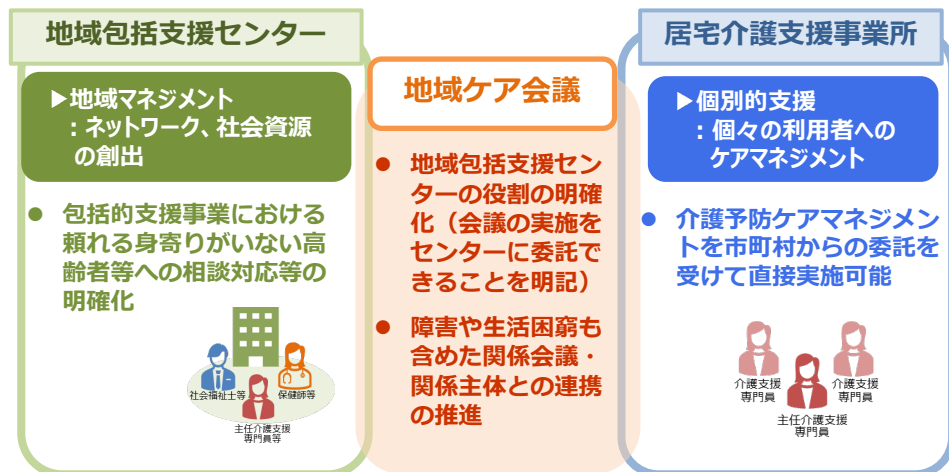 地域包括支援センター
▶地域マネジメント
：ネットワーク、社会資源
の創出
● 包括的支援事業における
頼れる身寄りがいない高
齢者等への相談対応等の
明確化
社会福祉士等
保健師等
主任介護支援
専門員等
地域ケア会議
● 地域包括支援セン
ターの役割の明確
化（会議の実施を
センターに委託で
きることを明記）
● 障害や生活困窮も
含めた関係会議・
関係主体との連携
の推進
居宅介護支援事業所
▶個別的支援
：個々の利用者への
ケアマネジメント
● 介護予防ケアマネジメン
トを市町村からの委託を
受けて直接実施可能
介護支援
専門員
主任介護支援
専門員
介護支援
専門員